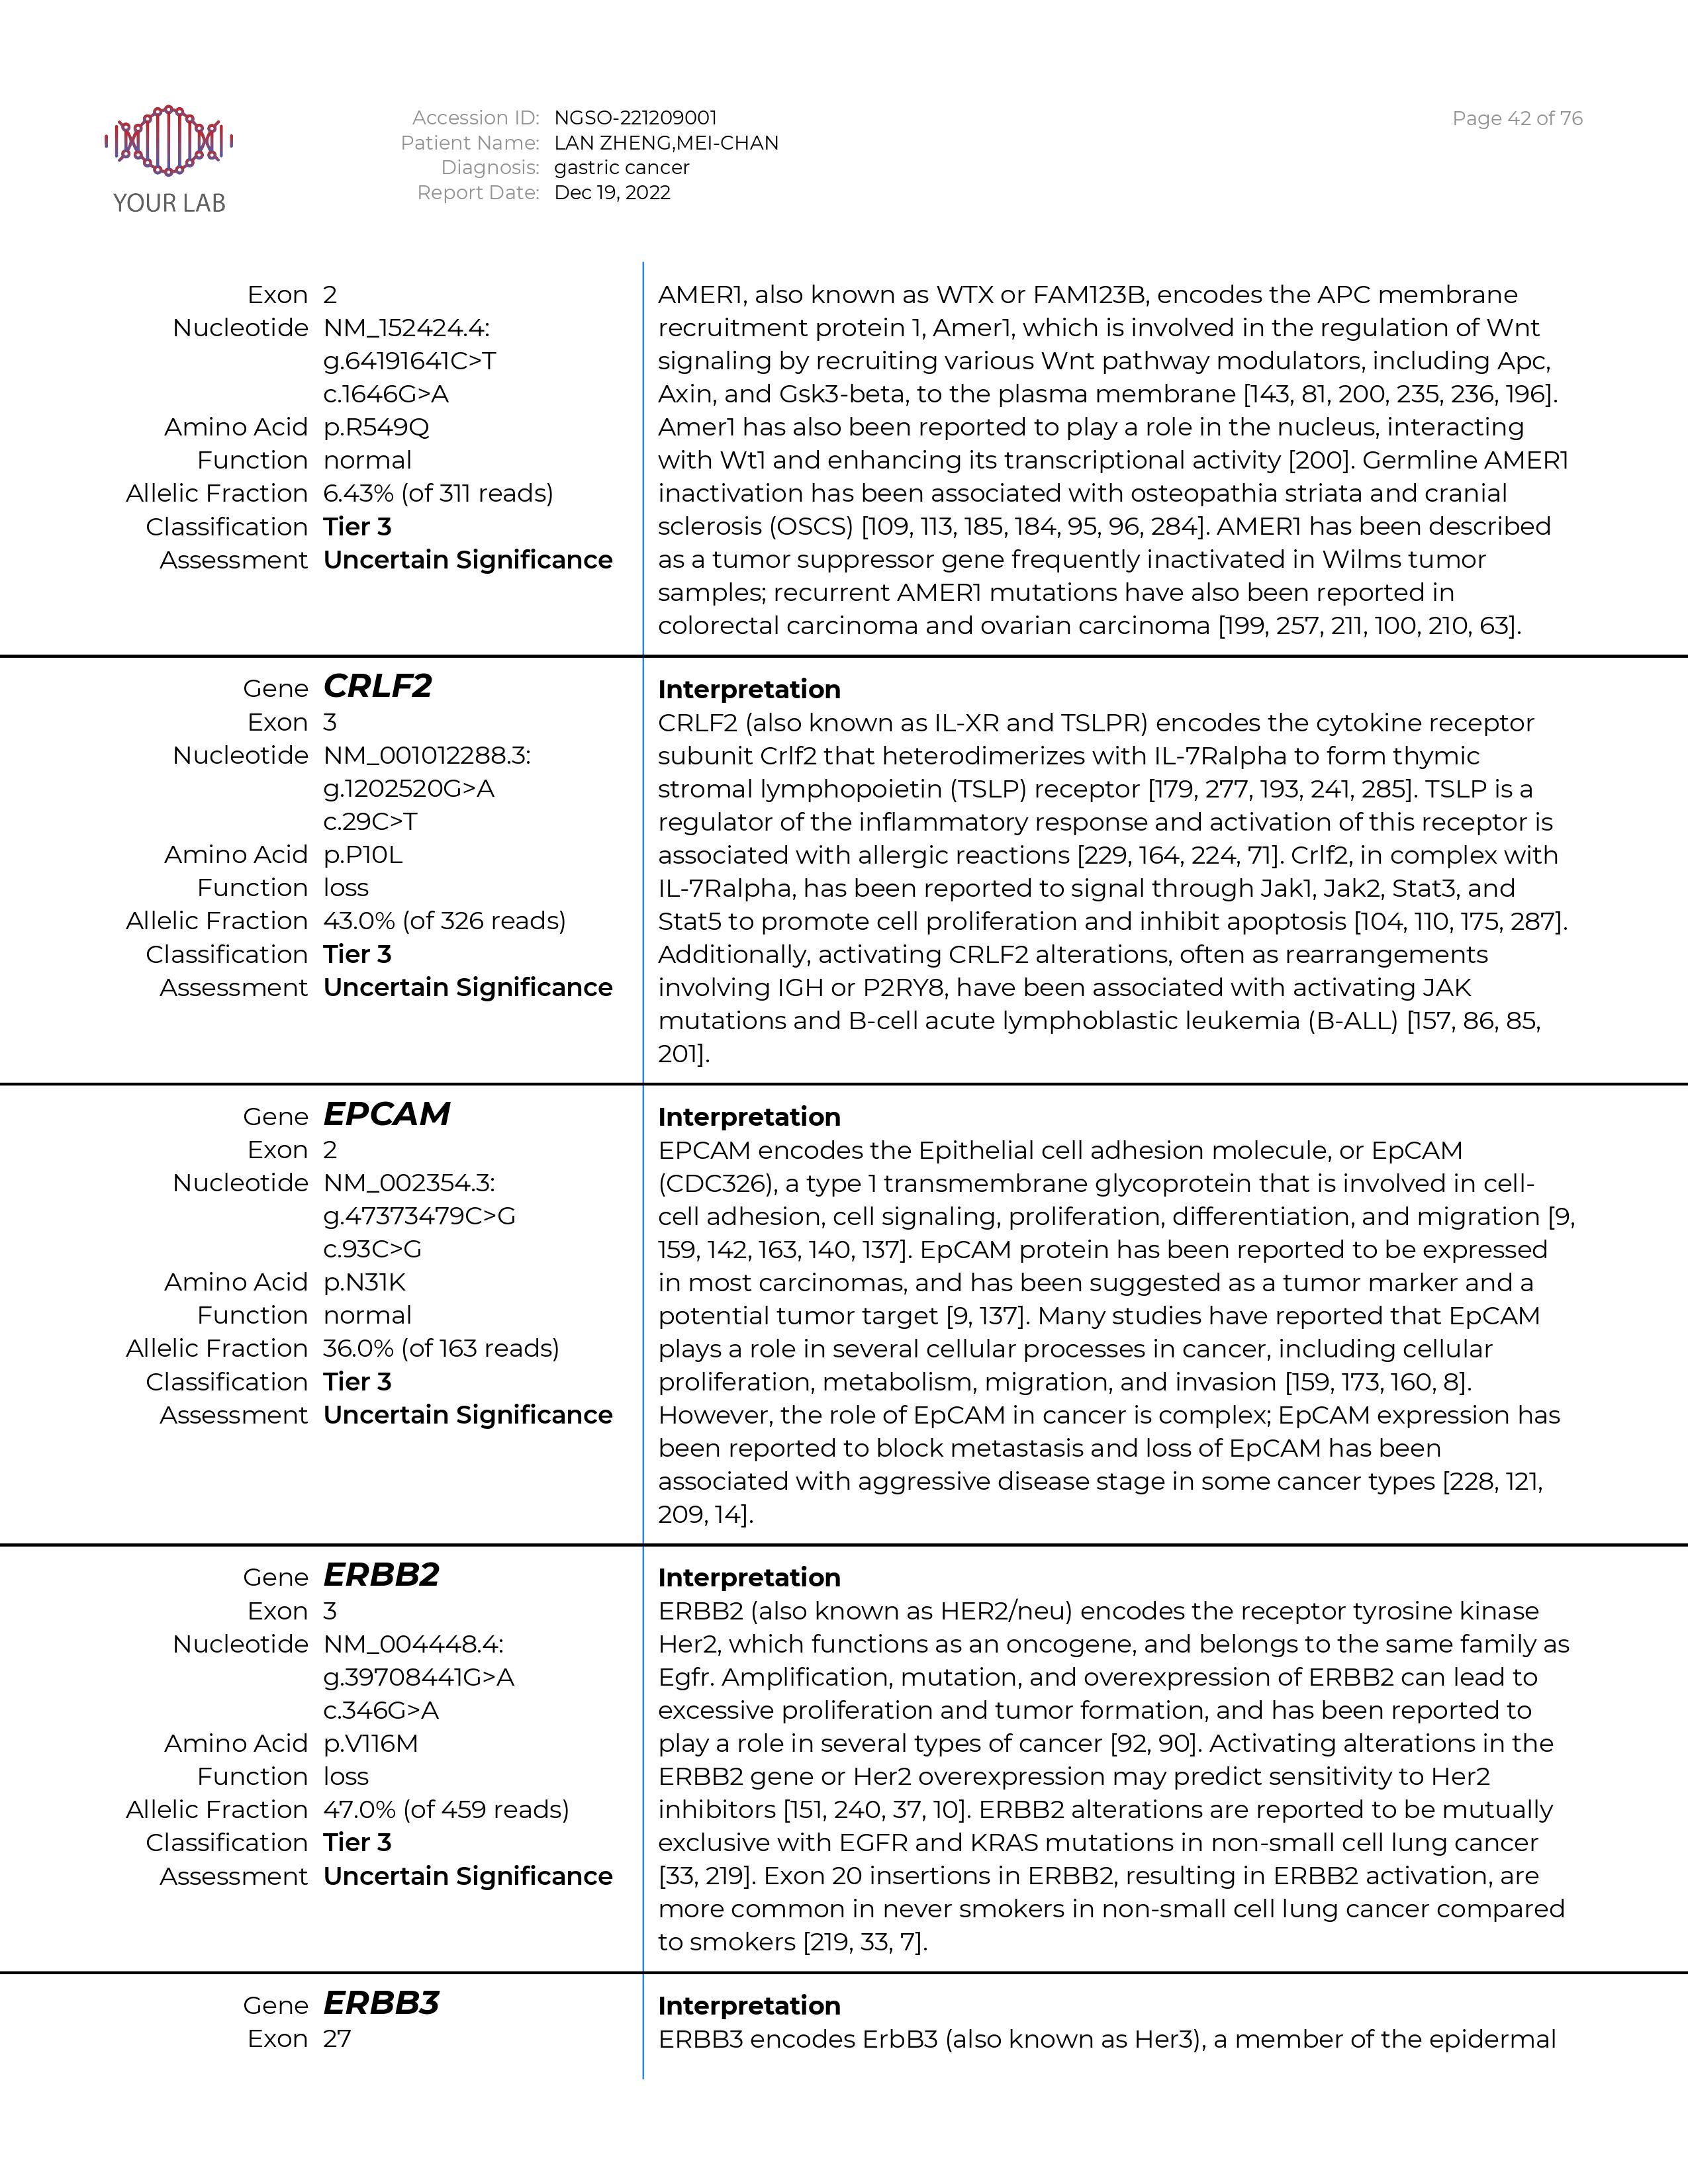 YOUR LAB
Accession ID: NGSO-221209001
Patient Name: LAN ZHENG,MEI-CHAN
Diagnosis: gastric cancer
Report Date: Dec 19, 2022
Page 42 of 76
Exon 2
Nucleotide NM_152424.4:
g.64191641C>T
c.1646G>A
Amino Acid p.R549Q
Function normal
Allelic Fraction 6.43% (of 311 reads)
Classification Tier 3
Assessment Uncertain Significance
AMER1, also known as WTX or FAM123B, encodes the APC membrane
recruitment protein 1, Amer1, which is involved in the regulation of Wnt
signaling by recruiting various Wnt pathway modulators, including Apc,
Axin, and Gsk3-beta, to the plasma membrane [143, 81, 200, 235, 236, 196].
Amer1 has also been reported to play a role in the nucleus, interacting
with Wt1 and enhancing its transcriptional activity [200]. Germline AMER1
inactivation has been associated with osteopathia striata and cranial
sclerosis (OSCS) [109, 113, 185, 184, 95, 96, 284]. AMER1 has been described
as a tumor suppressor gene frequently inactivated in Wilms tumor
samples; recurrent AMER1 mutations have also been reported in
colorectal carcinoma and ovarian carcinoma [199, 257, 211, 100, 210, 63].
Gene CRLF2
Exon 3
Nucleotide NM_001012288.3:
g.1202520G>A
c.29C>T
Amino Acid p.P10L
Function loss
Allelic Fraction 43.0% (of 326 reads)
Classification Tier 3
Assessment Uncertain Significance
Interpretation
CRLF2 (also known as IL-XR and TSLPR) encodes the cytokine receptor
subunit Crlf2 that heterodimerizes with IL-7Ralpha to form thymic
stromal lymphopoietin (TSLP) receptor [179, 277, 193, 241, 285]. TSLP is a
regulator of the inflammatory response and activation of this receptor is
associated with allergic reactions [229, 164, 224, 71]. Crlf2, in complex with
IL-7Ralpha, has been reported to signal through Jak1, Jak2, Stat3, and
Stat5 to promote cell proliferation and inhibit apoptosis [104, 110, 175, 287].
Additionally, activating CRLF2 alterations, often as rearrangements
involving IGH or P2RY8, have been associated with activating JAK
mutations and B-cell acute lymphoblastic leukemia (B-ALL) [157, 86, 85,
201].
Gene EPCAM
Exon 2
Nucleotide NM_002354.3:
g.47373479C>G
c.93C>G
Amino Acid p.N31K
Function normal
Allelic Fraction 36.0% (of 163 reads)
Classification Tier 3
Assessment Uncertain Significance
Interpretation
EPCAM encodes the Epithelial cell adhesion molecule, or EpCAM
(CDC326), a type 1 transmembrane glycoprotein that is involved in cell-
cell adhesion, cell signaling, proliferation, differentiation, and migration [9,
159, 142, 163, 140, 137]. EpCAM protein has been reported to be expressed
in most carcinomas, and has been suggested as a tumor marker and a
potential tumor target [9, 137]. Many studies have reported that EpCAM
plays a role in several cellular processes in cancer, including cellular
proliferation, metabolism, migration, and invasion [159, 173, 160, 8].
However, the role of EpCAM in cancer is complex; EpCAM expression has
been reported to block metastasis and loss of EpCAM has been
associated with aggressive disease stage in some cancer types [228, 121,
209, 14].
Gene ERBB2
Exon 3
Nucleotide NM_004448.4:
g.39708441G>A
c.346G>A
Amino Acid p.V116M
Function loss
Allelic Fraction 47.0% (of 459 reads)
Classification Tier 3
Assessment Uncertain Significance
Interpretation
ERBB2 (also known as HER2/neu) encodes the receptor tyrosine kinase
Her2, which functions as an oncogene, and belongs to the same family as
Egfr. Amplification, mutation, and overexpression of ERBB2 can lead to
excessive proliferation and tumor formation, and has been reported to
play a role in several types of cancer [92, 90]. Activating alterations in the
ERBB2 gene or Her2 overexpression may predict sensitivity to Her2
inhibitors [151, 240, 37, 10]. ERBB2 alterations are reported to be mutually
exclusive with EGFR and KRAS mutations in non-small cell lung cancer
[33, 219]. Exon 20 insertions in ERBB2, resulting in ERBB2 activation, are
more common in never smokers in non-small cell lung cancer compared
to smokers [219, 33, 7].
Gene ERBB3
Exon 27
Interpretation
ERBB3 encodes ErbB3 (also known as Her3), a member of the epidermal